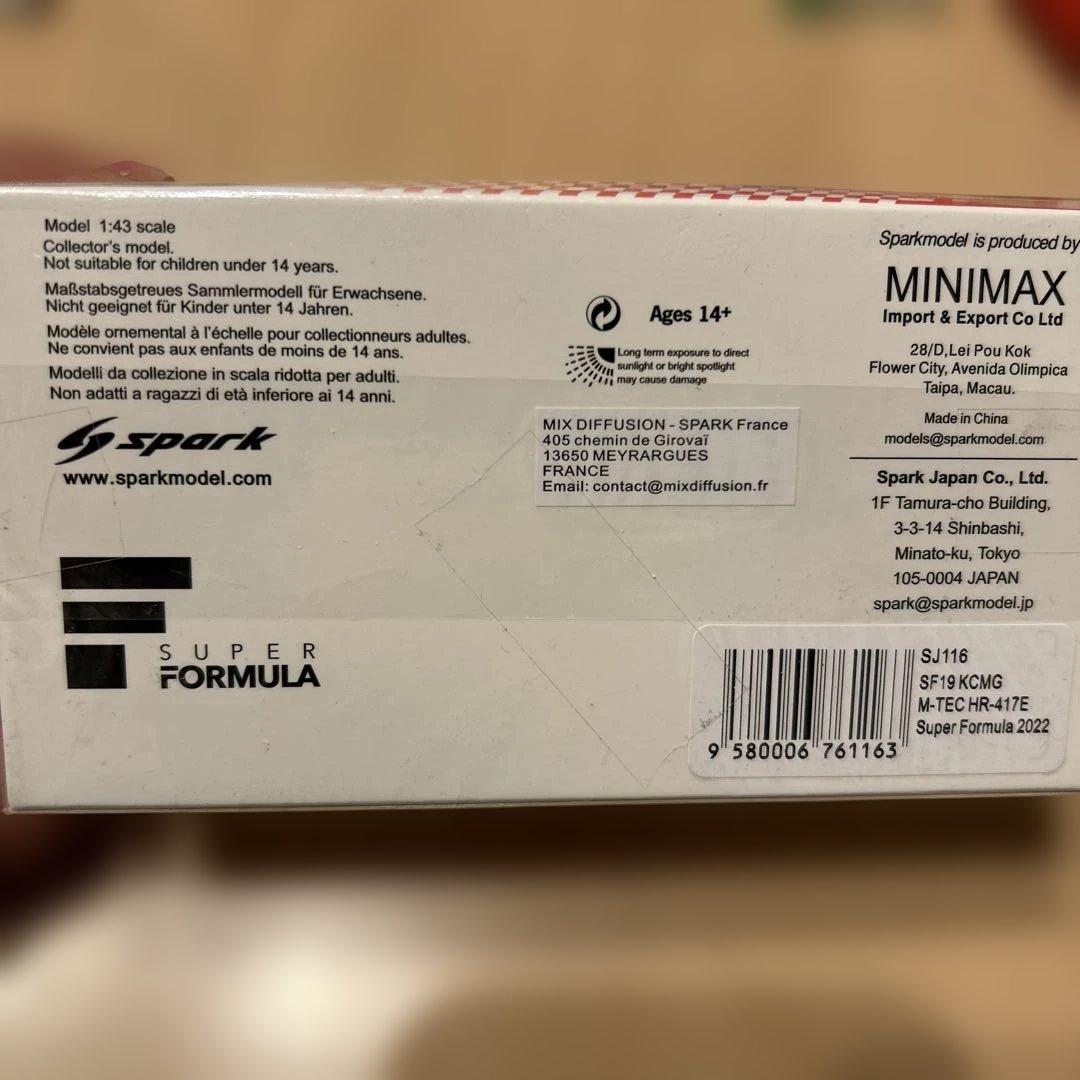 Model 1:43 scale
Collector's model.
Not suitable for children under 14 years.
Maßstabsgetreues Sammlermodell für Erwachsene.
Nicht geeignet für Kinder unter 14 Jahren.
Modèle ornemental à l'échelle pour collectionneurs adultes.
Ne convient pas aux enfants de moins de 14 ans.
Modelli da collezione in scala ridotta per adulti.
Non adatti a ragazzi di età inferiore ai 14 anni.
spark
www.sparkmodel.com
SUPER
FORMULA
Ages 14+
Long term exposure to direct
sunlight or bright spotlight
may cause damage
MIX DIFFUSION - SPARK France
405 chemin de Girovaï
13650 MEYRARGUES
FRANCE
Email: contact@mixdiffusion.fr
Sparkmodel is produced by
MINIMAX
Import & Export Co Ltd
28/D,Lei Pou Kok
Flower City, Avenida Olimpica
Taipa, Macau.
Made in China
models@sparkmodel.com
Spark Japan Co., Ltd.
1F Tamura-cho Building,
3-3-14 Shinbashi,
Minato-ku, Tokyo
105-0004 JAPAN
spark@sparkmodel.jp
SJ116
SF19 KCMG
M-TEC HR-417E
Super Formula 2022
9 580006 761163